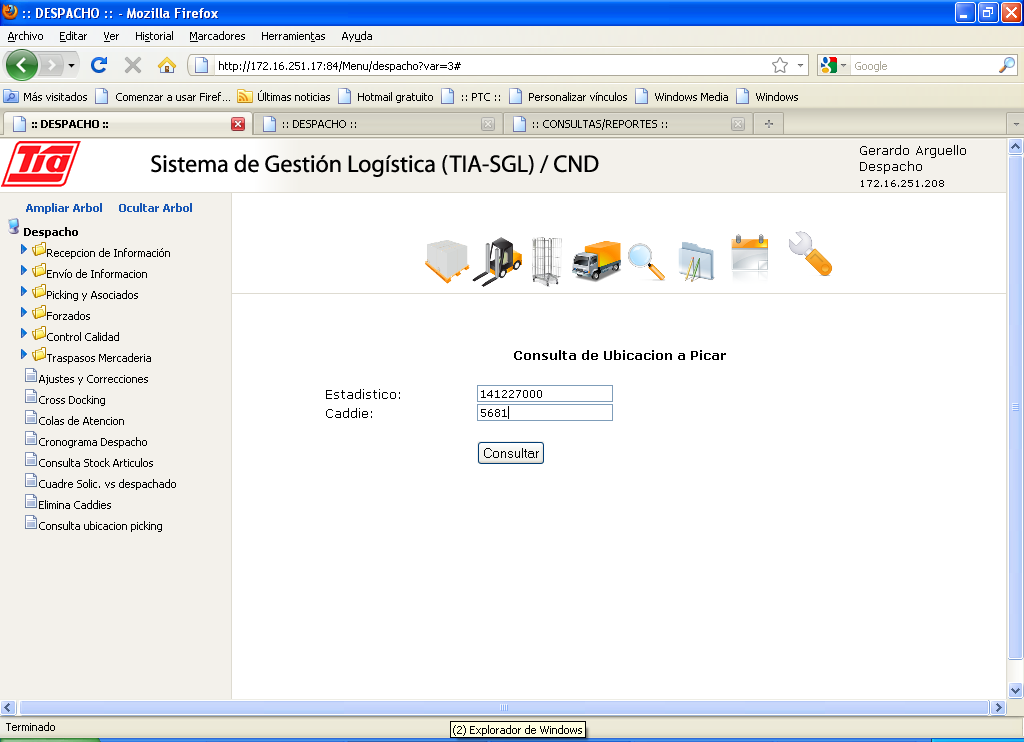 :: DESPACHO :: - Mozilla Firefox
Archivo Editar Ver Historial Marcadores Herramientas Ayuda
http://172.16.251.17:84/Menu/despacho?var=3#
Google
Más visitados Comenzar a usar Firef... Últimas noticias Hotmail gratuito :: PTC :: Personalizar vínculos Windows Media Windows
:: DESPACHO :: :: DESPACHO :: :: CONSULTAS/REPORTES ::
Tia
Sistema de Gestión Logística (TIA-SGL) / CND
Gerardo Arguello
Despacho
172.16.251.208
Ampliar Arbol Ocultar Arbol
Despacho
Recepcion de Información
Envío de Informacion
Picking y Asociados
Forzados
Control Calidad
Traspasos Mercaderia
Ajustes y Correcciones
Cross Docking
Colas de Atencion
Cronograma Despacho
Consulta Stock Articulos
Cuadre Solic. vs despachado
Elimina Caddies
Consulta ubicacion picking
Consulta de Ubicacion a Picar
Estadistico: 141227000
Caddie: 5681
Consultar
Terminado
(2) Explorador de Windows